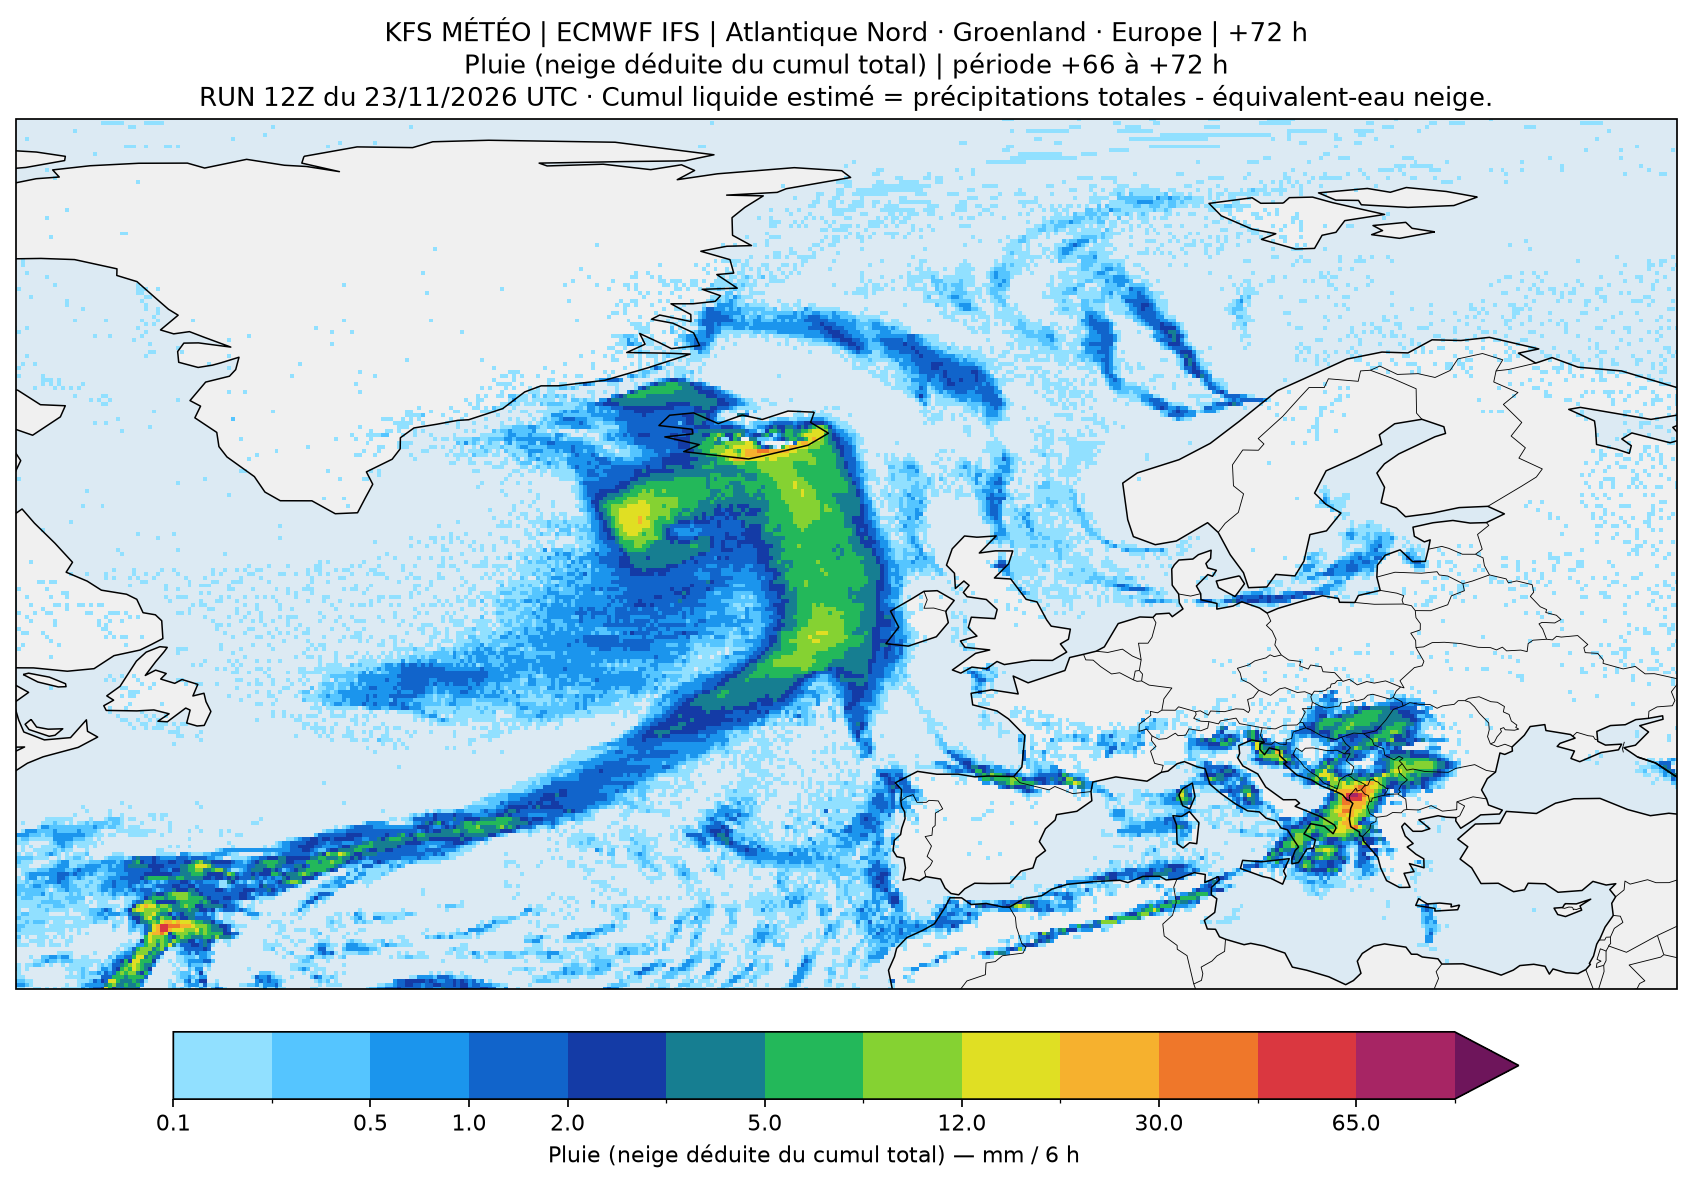 KFS MÉTÉO | ECMWF IFS | Atlantique Nord · Groenland · Europe | +72 h
Pluie (neige déduite du cumul total) | période +66 à +72 h
RUN 12Z du 23/11/2026 UTC · Cumul liquide estimé = précipitations totales - équivalent-eau neige.
0.1 0.5 1.0 2.0 5.0 12.0 30.0 65.0
Pluie (neige déduite du cumul total) — mm / 6 h